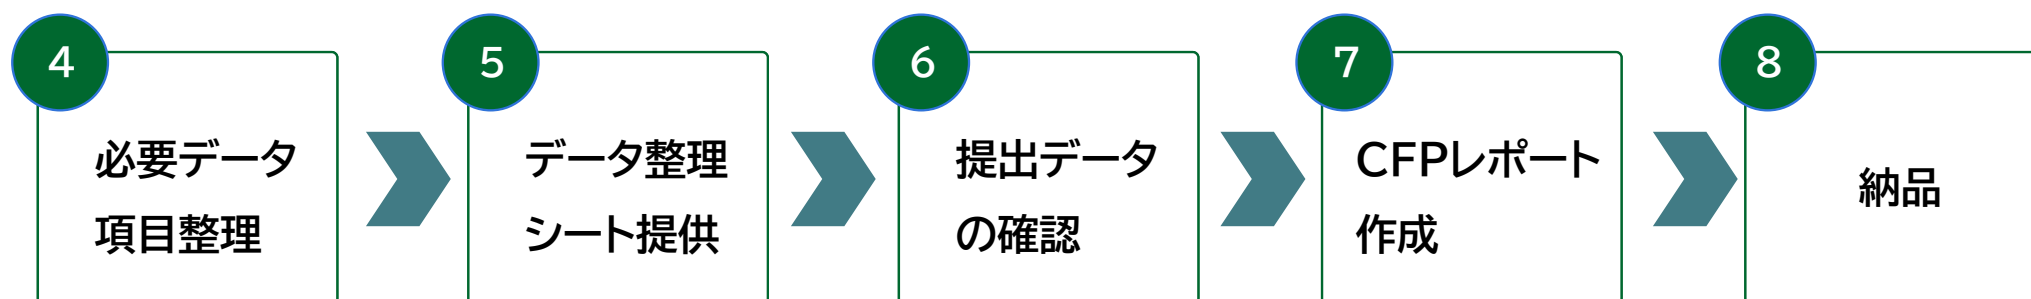 4
必要データ
項目整理
5
データ整理
シート提供
6
提出データ
の確認
7
CFPレポート
作成
8
納品